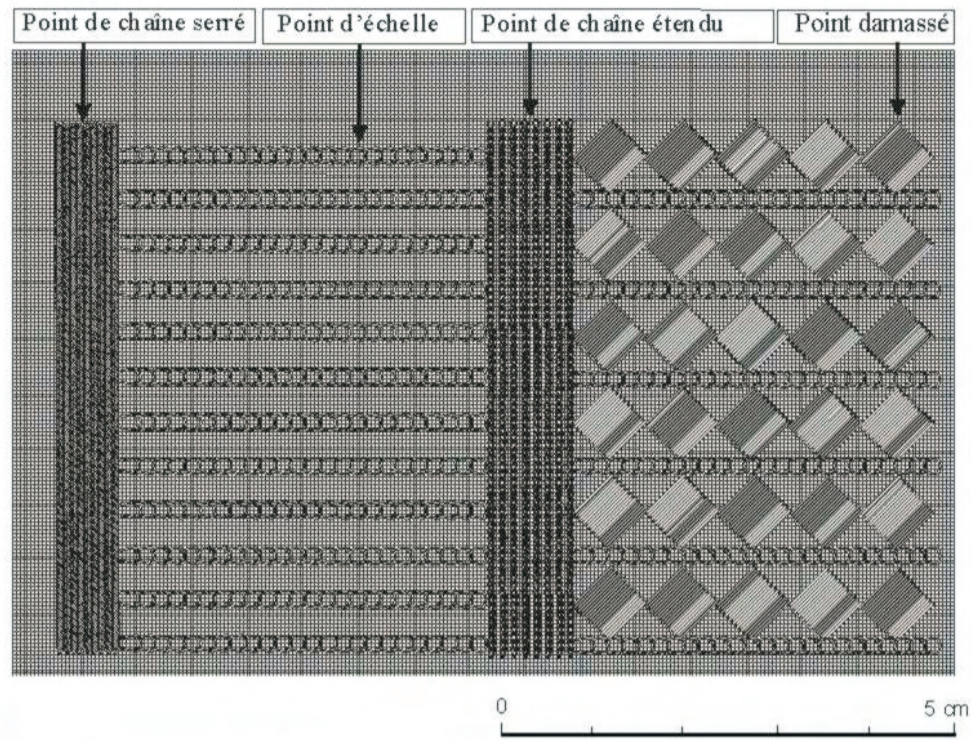 Point de chaîne serré
Point d'échelle
Point de chaîne étendu
Point damassé
0
5 cm